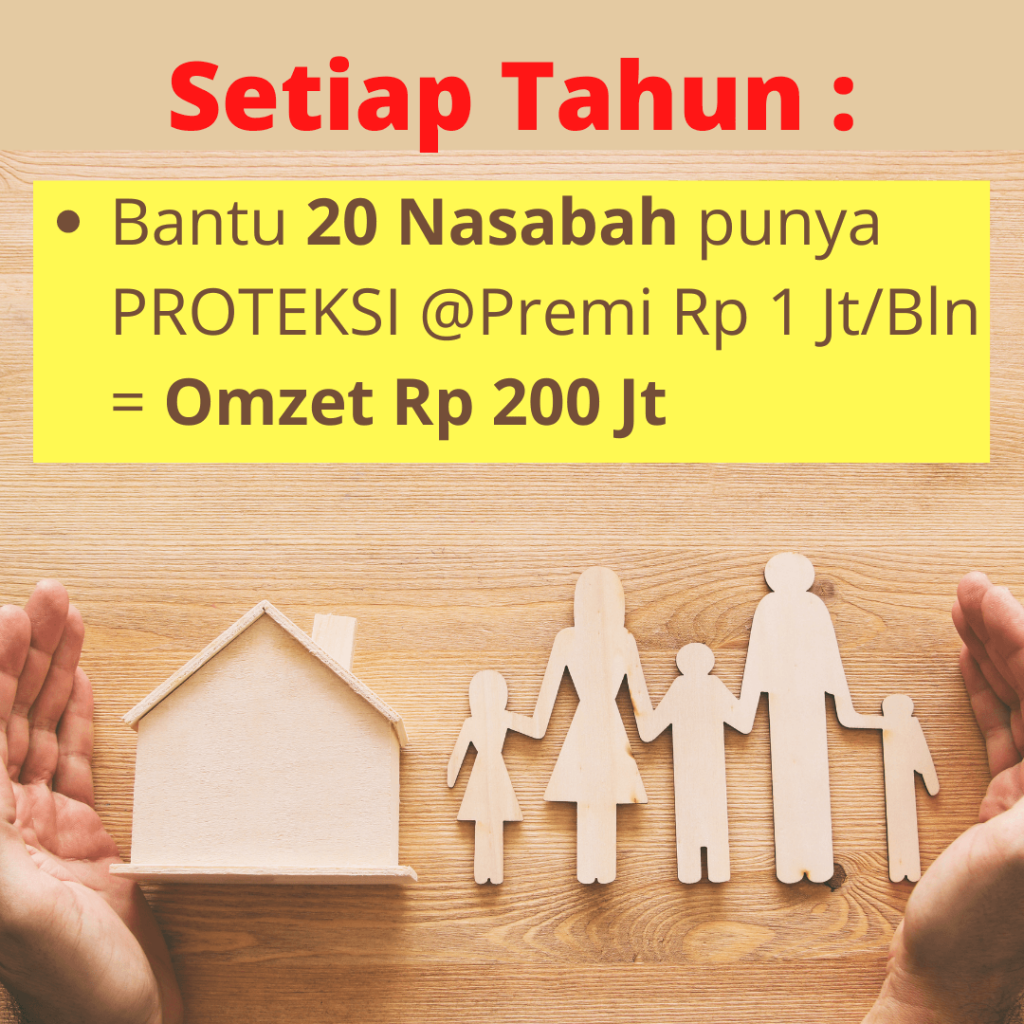 Setiap Tahun :
• Bantu 20 Nasabah punya
PROTEKSI @Premi Rp 1 Jt/Bln
= Omzet Rp 200 Jt